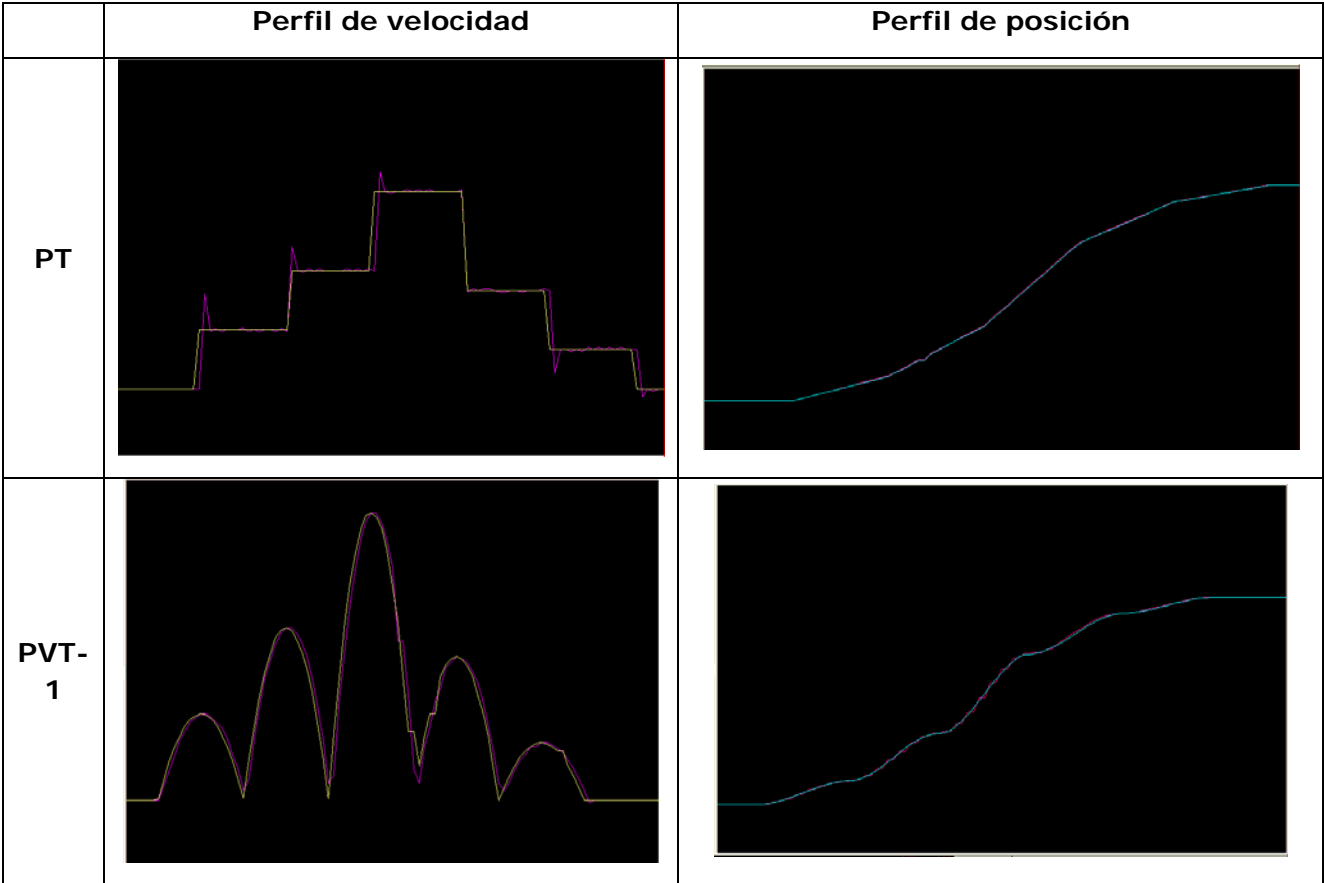 Perfil de velocidad
Perfil de posición
PT
PVT-
1